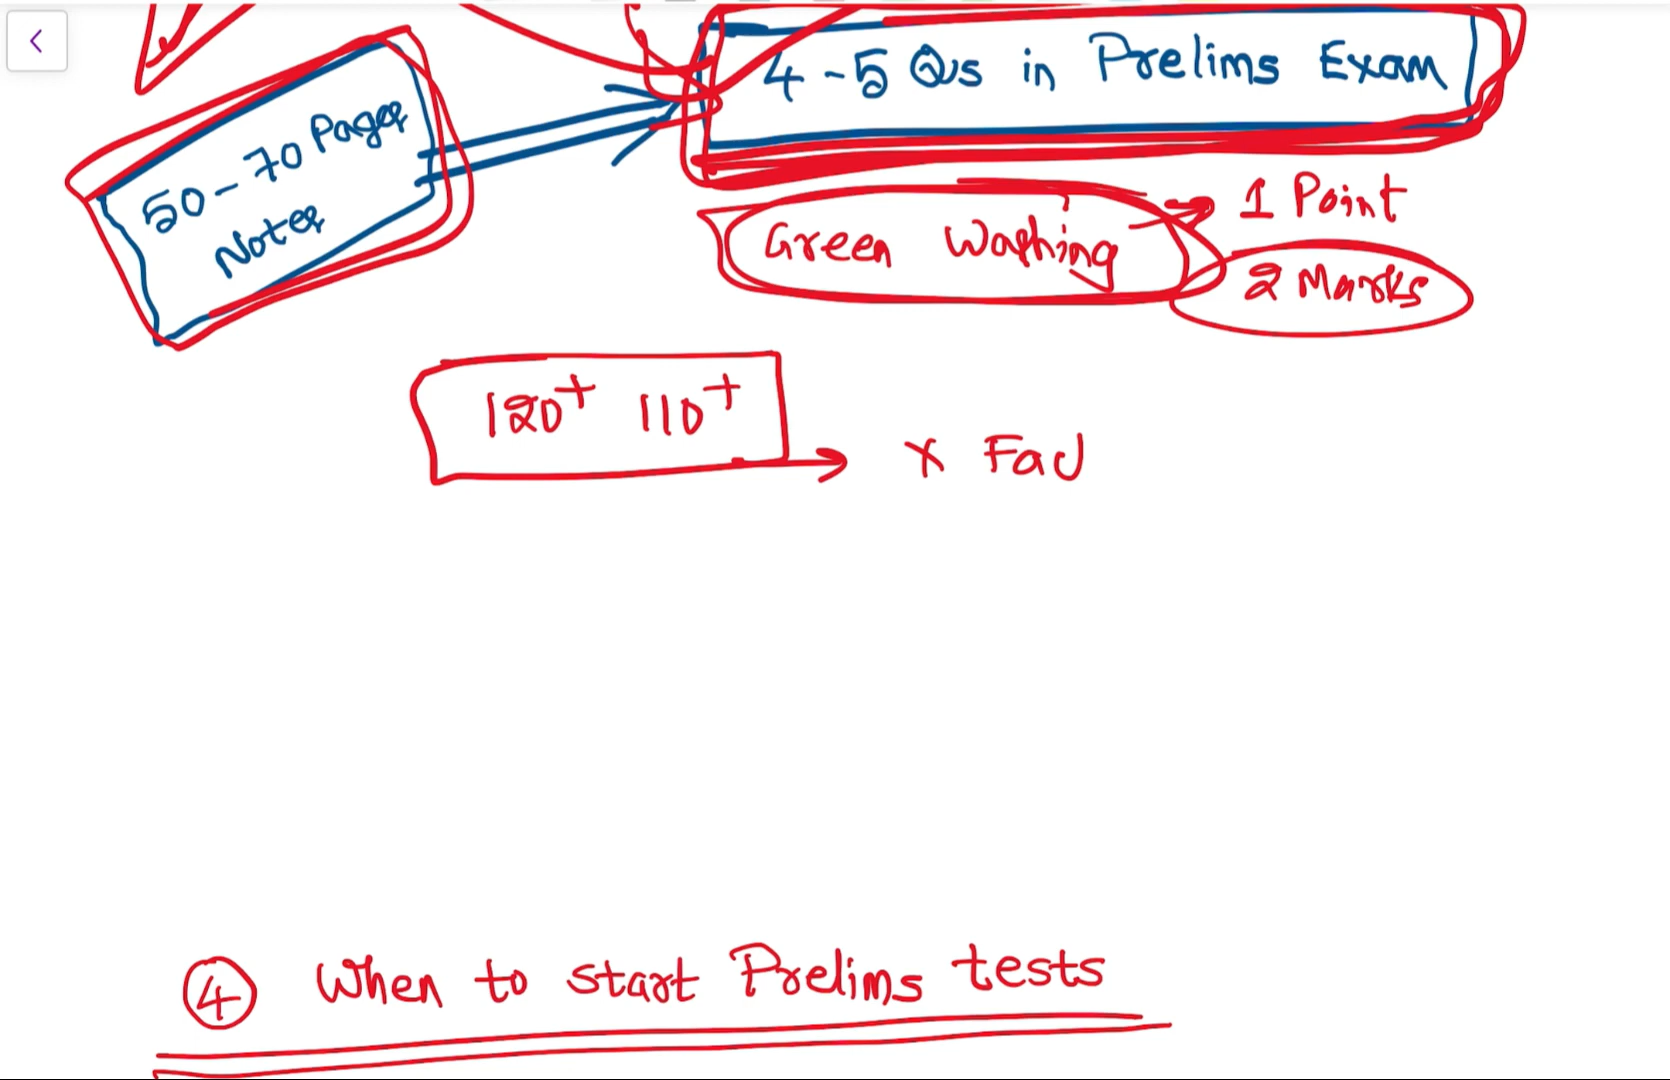 4-5 Qs in Prelims Exam
50-70 Pages
Notes
Green Washing
1 Point
2 Marks
120+ 110+
x Fad
4 When to start Prelims tests